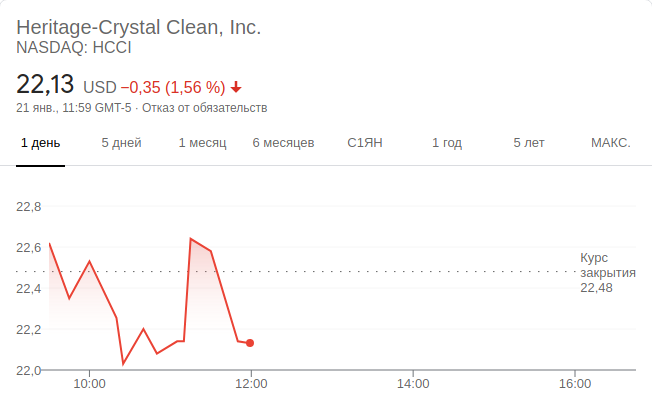 Heritage-Crystal Clean, Inc.
NASDAQ: HCCI
22,13 USD −0,35 (1,56 %)
21 янв., 11:59 GMT-5 · Отказ от обязательств
1 день 5 дней 1 месяц 6 месяцев С1ЯН 1 год 5 лет МАКС.
22,8
22,6
Курс
закрытия
22,48
22,4
22,2
22,0
10:00 12:00 14:00 16:00